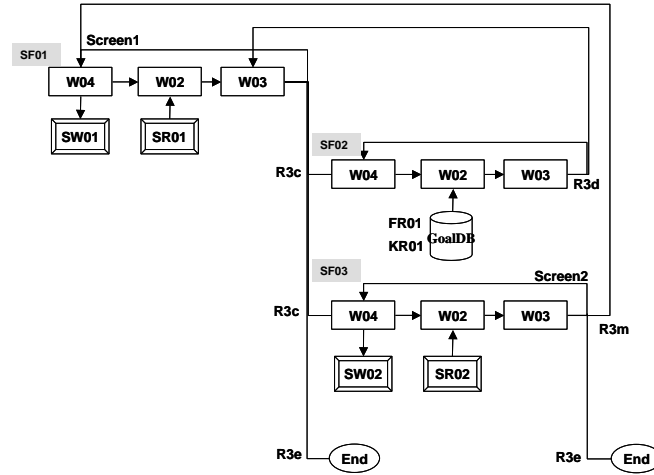 Screen1
SF01
W04
W02
W03
SW01
SR01
SF02
R3c
W04
W02
W03
R3d
FR01
KR01
GoalDB
SF03
Screen2
R3c
W04
W02
W03
R3m
SW02
SR02
R3e
End
R3e
End